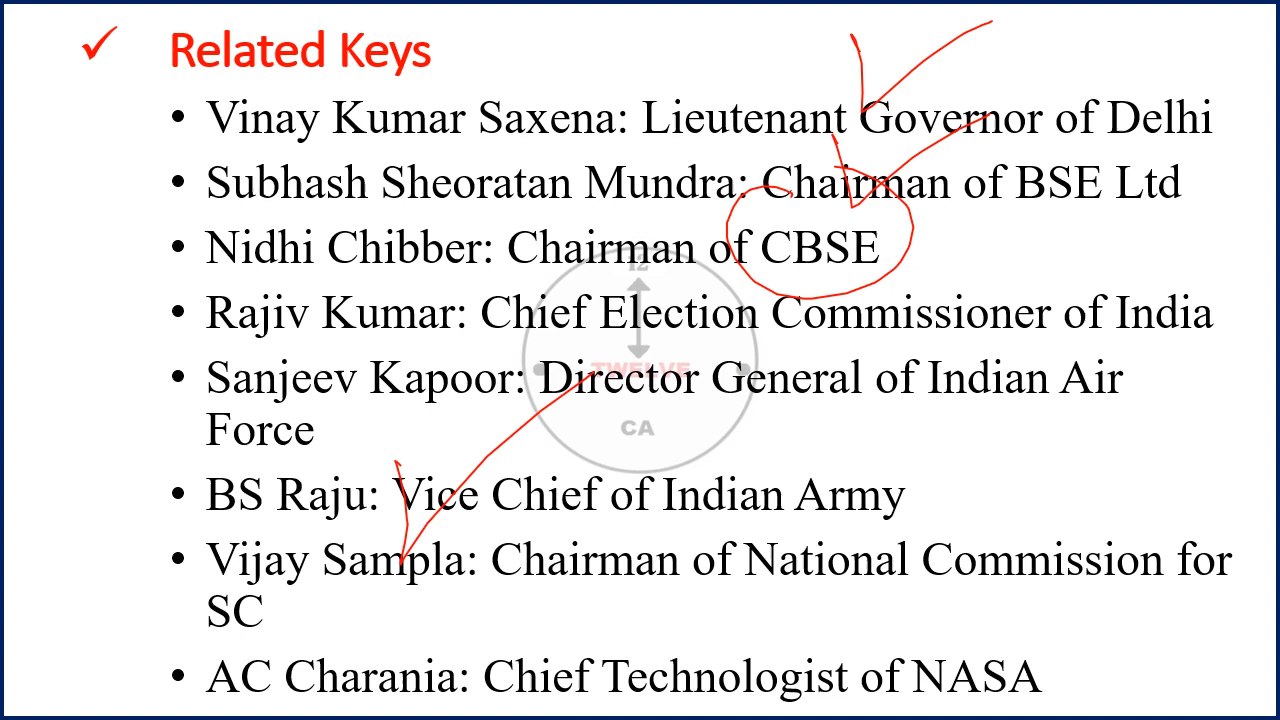 ✓ Related Keys
• Vinay Kumar Saxena: Lieutenant Governor of Delhi
• Subhash Sheoratan Mundra: Chairman of BSE Ltd
• Nidhi Chibber: Chairman of CBSE
• Rajiv Kumar: Chief Election Commissioner of India
• Sanjeev Kapoor: Director General of Indian Air
Force
• BS Raju: Vice Chief of Indian Army
• Vijay Sampla: Chairman of National Commission for
SC
• AC Charania: Chief Technologist of NASA
12
TWELVE
CA